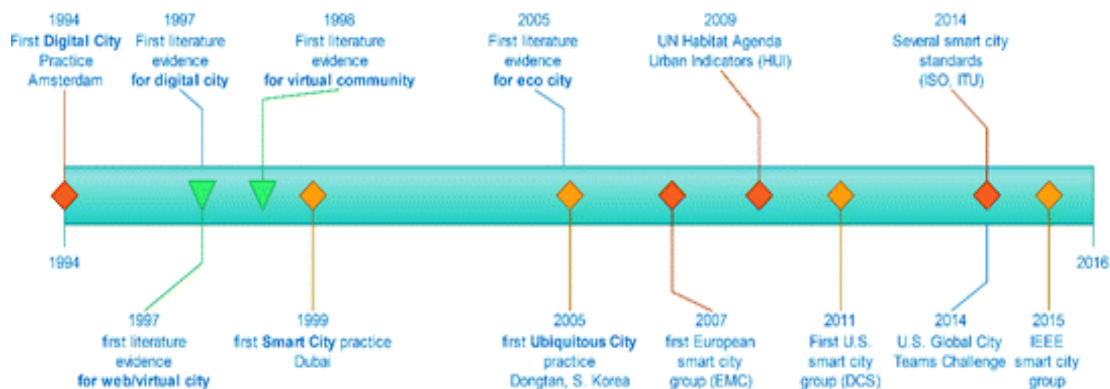 1994
First Digital City
Practice
Amsterdam
1997
First literature
evidence
for digital city
1998
First literature
evidence
for virtual community
2005
First literature
evidence
for eco city
2009
UN Habitat Agenda
Urban Indicators (HUI)
2014
Several smart city
standards
(ISO, ITU)
1994
2016
1997
first literature
evidence
for web/virtual city
1999
first Smart City practice
Dubai
2005
first Ubiquitous City
practice
Dongtan, S. Korea
2007
first European
smart city
group (EMC)
2011
First U.S.
smart city
group (DCS)
2014
U.S. Global City
Teams Challenge
2015
IEEE
smart city
group